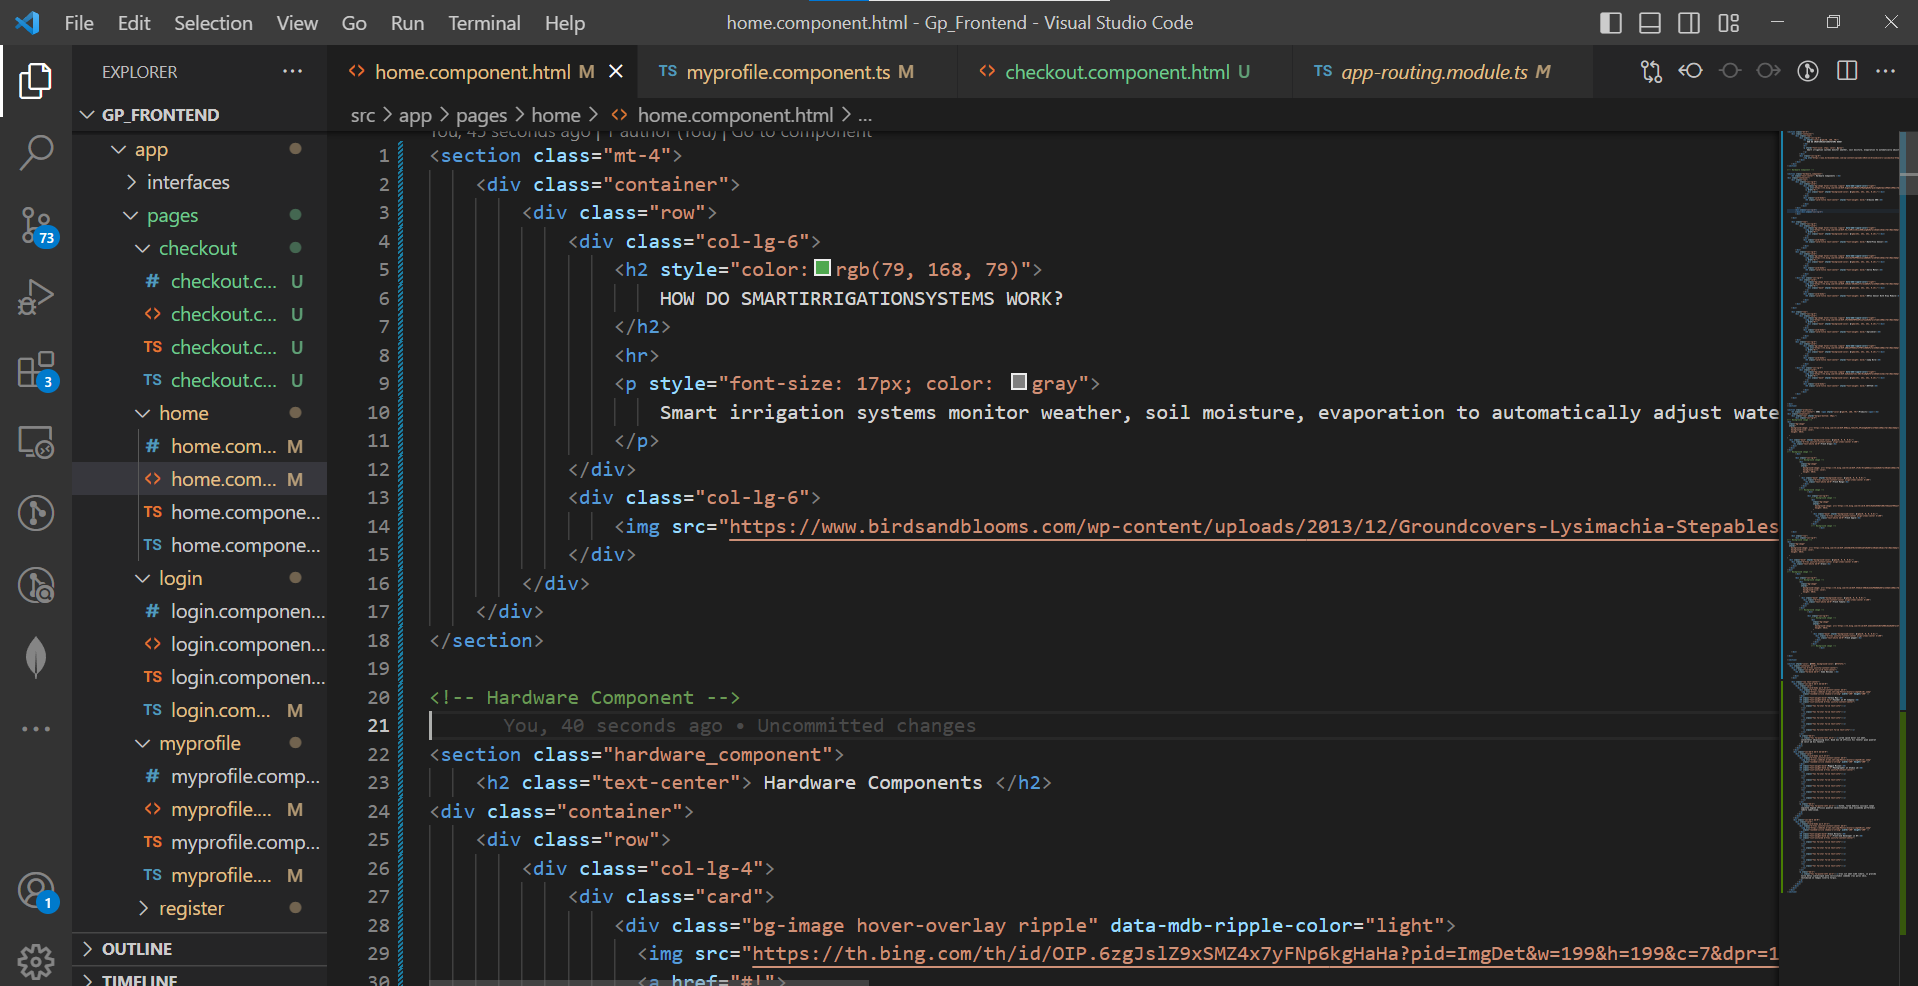 File Edit Selection View Go Run Terminal Help
home.component.html - Gp_Frontend - Visual Studio Code
EXPLORER
home.component.html M
TS myprofile.component.ts M
checkout.component.html U
TS app-routing.module.ts M
GP_FRONTEND
src > app > pages > home > <> home.component.html > ...
You, 45 seconds ago | 1 author (You) | Go to component
app
interfaces
pages
checkout
# checkout.c... U
<> checkout.c... U
TS checkout.c... U
TS checkout.c... U
home
# home.com... M
<> home.com... M
TS home.compone...
TS home.compone...
login
# login.componen...
<> login.componen...
TS login.componen...
TS login.com... M
myprofile
# myprofile.comp...
<> myprofile.... M
TS myprofile.comp...
TS myprofile.... M
register
OUTLINE
TIMELINE
73
3
1
1 <section class="mt-4">
2 <div class="container">
3 <div class="row">
4 <div class="col-lg-6">
5 <h2 style="color:rgb(79, 168, 79)">
6 HOW DO SMARTIRRIGATIONSYSTEMS WORK?
7 </h2>
8 <hr>
9 <p style="font-size: 17px; color: gray">
10 Smart irrigation systems monitor weather, soil moisture, evaporation to automatically adjust wate
11 </p>
12 </div>
13 <div class="col-lg-6">
14 <img src="https://www.birdsandblooms.com/wp-content/uploads/2013/12/Groundcovers-Lysimachia-Stepables
15 </div>
16 </div>
17 </div>
18 </section>
19
20 <!-- Hardware Component -->
21 You, 40 seconds ago • Uncommitted changes
22 <section class="hardware_component">
23 <h2 class="text-center"> Hardware Components </h2>
24 <div class="container">
25 <div class="row">
26 <div class="col-lg-4">
27 <div class="card">
28 <div class="bg-image hover-overlay ripple" data-mdb-ripple-color="light">
29 <img src="https://th.bing.com/th/id/OIP.6zgJslZ9xSMZ4x7yFNp6kgHaHa?pid=ImgDet&w=199&h=199&c=7&dpr=1
30 <a href="#!">